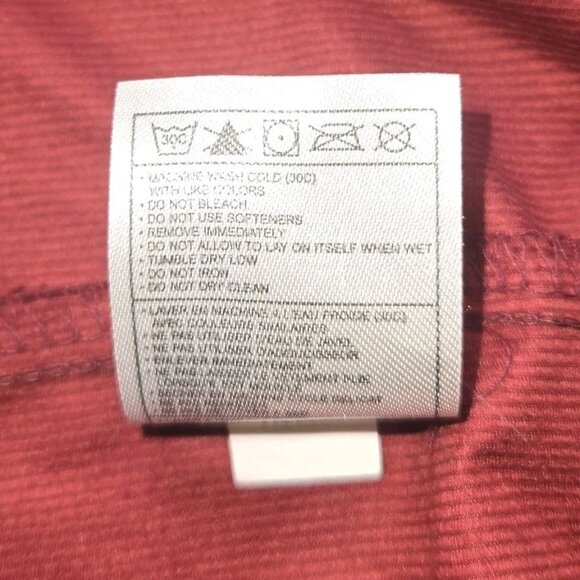 30C
• MACHINE WASH COLD (30C)
WITH LIKE COLORS
• DO NOT BLEACH
• DO NOT USE SOFTENERS
• REMOVE IMMEDIATELY
• DO NOT ALLOW TO LAY ON ITSELF WHEN WET
• TUMBLE DRY LOW
• DO NOT IRON
• DO NOT DRY CLEAN
• LAVER EN MACHINE A L'EAU FROIDE (30C)
AVEC COULEURS SIMILAIRES
• NE PAS UTILISER D'EAU DE JAVEL
• NE PAS UTILISER D'ADOUCISSEUR
• ENLEVER IMMEDIATEMENT